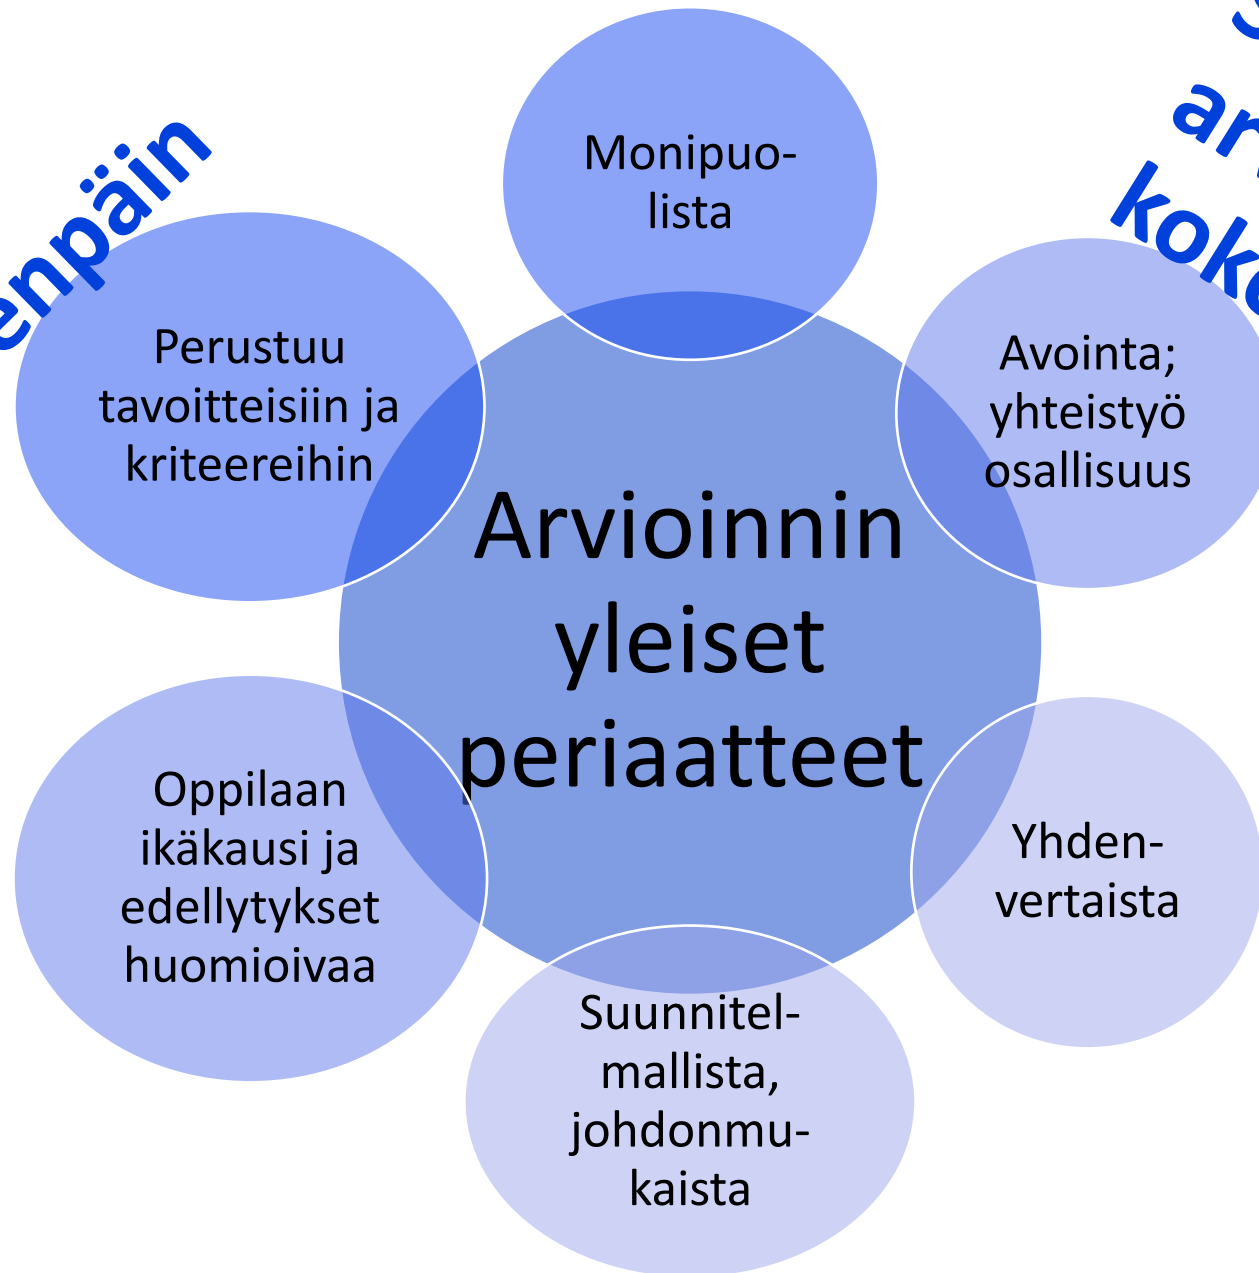 Monipuo-
lista
Avointa;
yhteistyö
osallisuus
Yhden-
vertaista
Suunnitel-
mallista,
johdonmu-
kaista
Oppilaan
ikäkausi ja
edellytykset
huomioivaa
Perustuu
tavoitteisiin ja
kriteereihin
Arvioinnin
yleiset
periaatteet